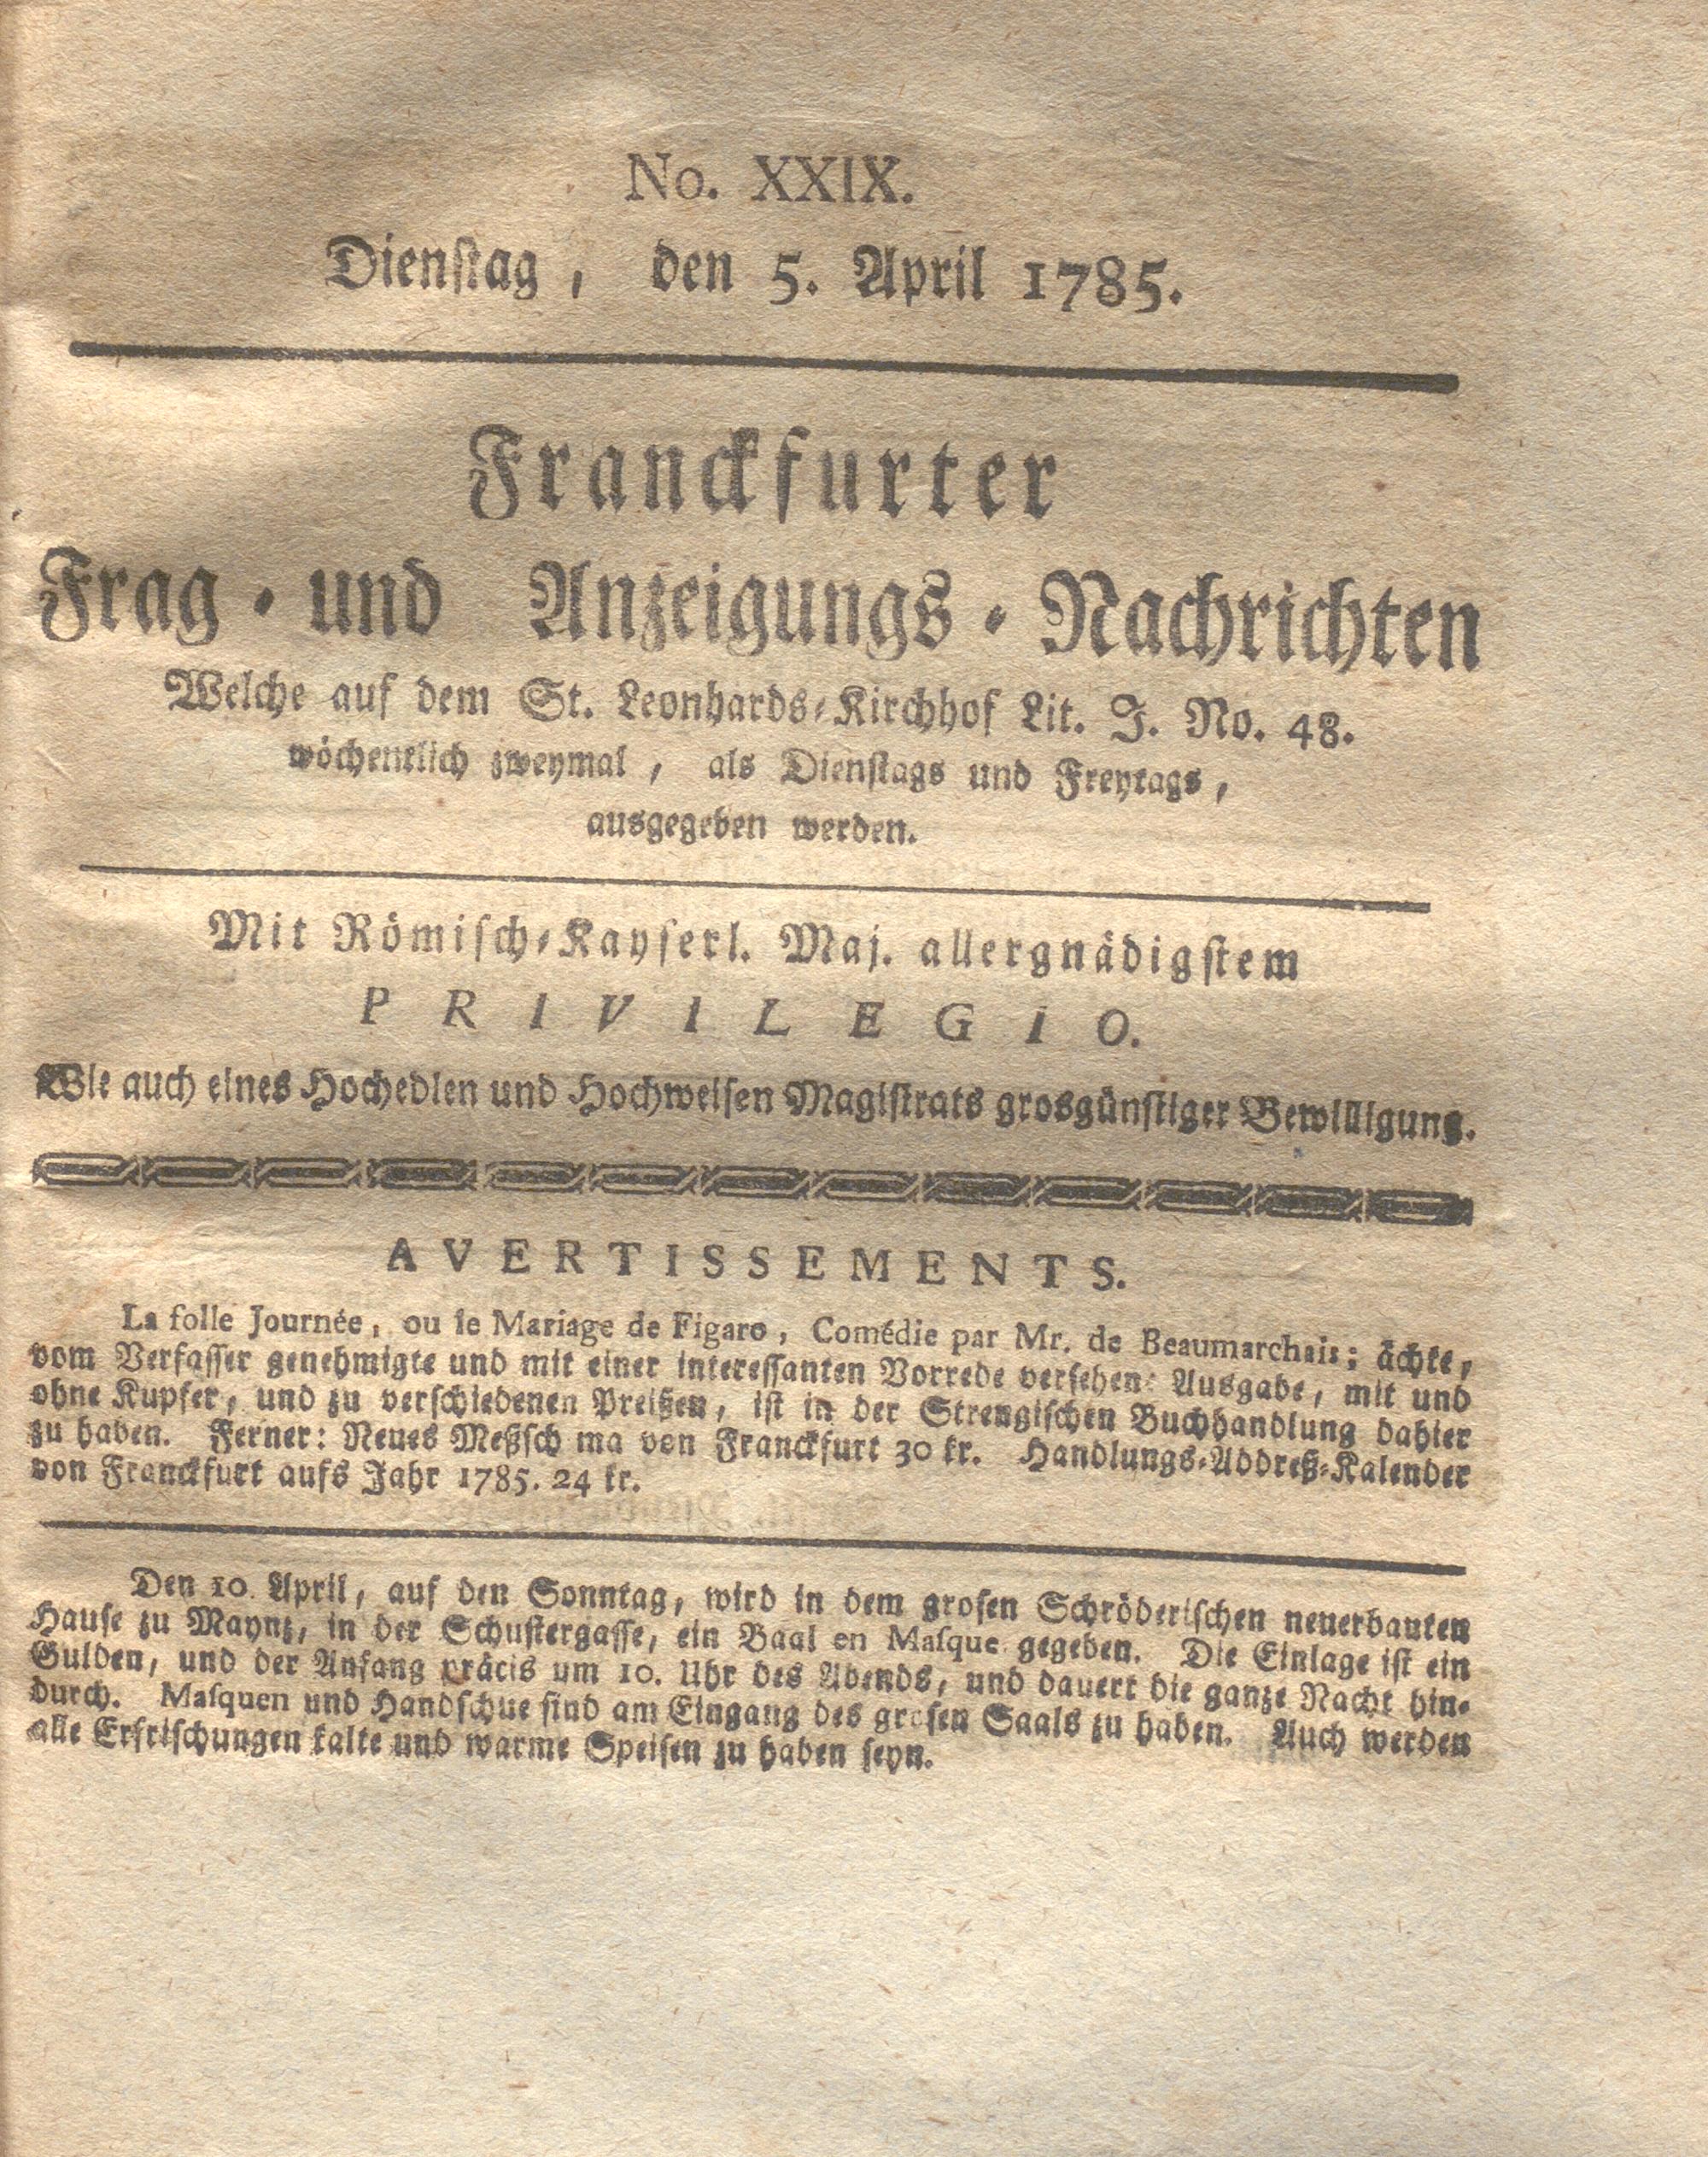 No. XXIX.
Dienſtag, den 5. April 1785.
Franckfurter
Frag- und Anzeigungs-Nachrichten
Welche auf dem St. Leonhards-Kirchhof Lit. J. No. 48.
wöchentlich zweymal, als Dienſtags und Freytags,
ausgegeben werden.
Mit Römiſch-Kayſerl. Maj. allergnädigſtem
PRIVILEGIO.
Wie auch eines Hochedlen und Hochweiſen Magiſtrats grosgünſtiger Bewilligung.
AVERTISSEMENTS.
La folle Journée, ou le Mariage de Figaro, Comédie par Mr. de Beaumarchais; ächte,
vom Verfaſſer genehmigte und mit einer intereſſanten Vorrede verſehene Ausgabe, mit und
ohne Kupfer, und zu verſchiedenen Preißen, iſt in der Strengiſchen Buchhandlung dahier
zu haben. Ferner: Neues Meßſch ma von Franckfurt 30 kr. Handlungs-Addreß-Kalender
von Franckfurt aufs Jahr 1785. 24 kr.
Den 10. April, auf den Sonntag, wird in dem groſen Schröderiſchen neuerbauten
Hauſe zu Maynz, in der Schuſtergaſſe, ein Baal en Maſque gegeben. Die Einlage iſt ein
Gulden, und der Anfang präcis um 10. Uhr des Abends, und dauert die ganze Nacht hin-
durch. Maſquen und Handſchue ſind am Eingang des groſen Saals zu haben. Auch werden
alle Erfriſchungen kalte und warme Speiſen zu haben ſeyn.